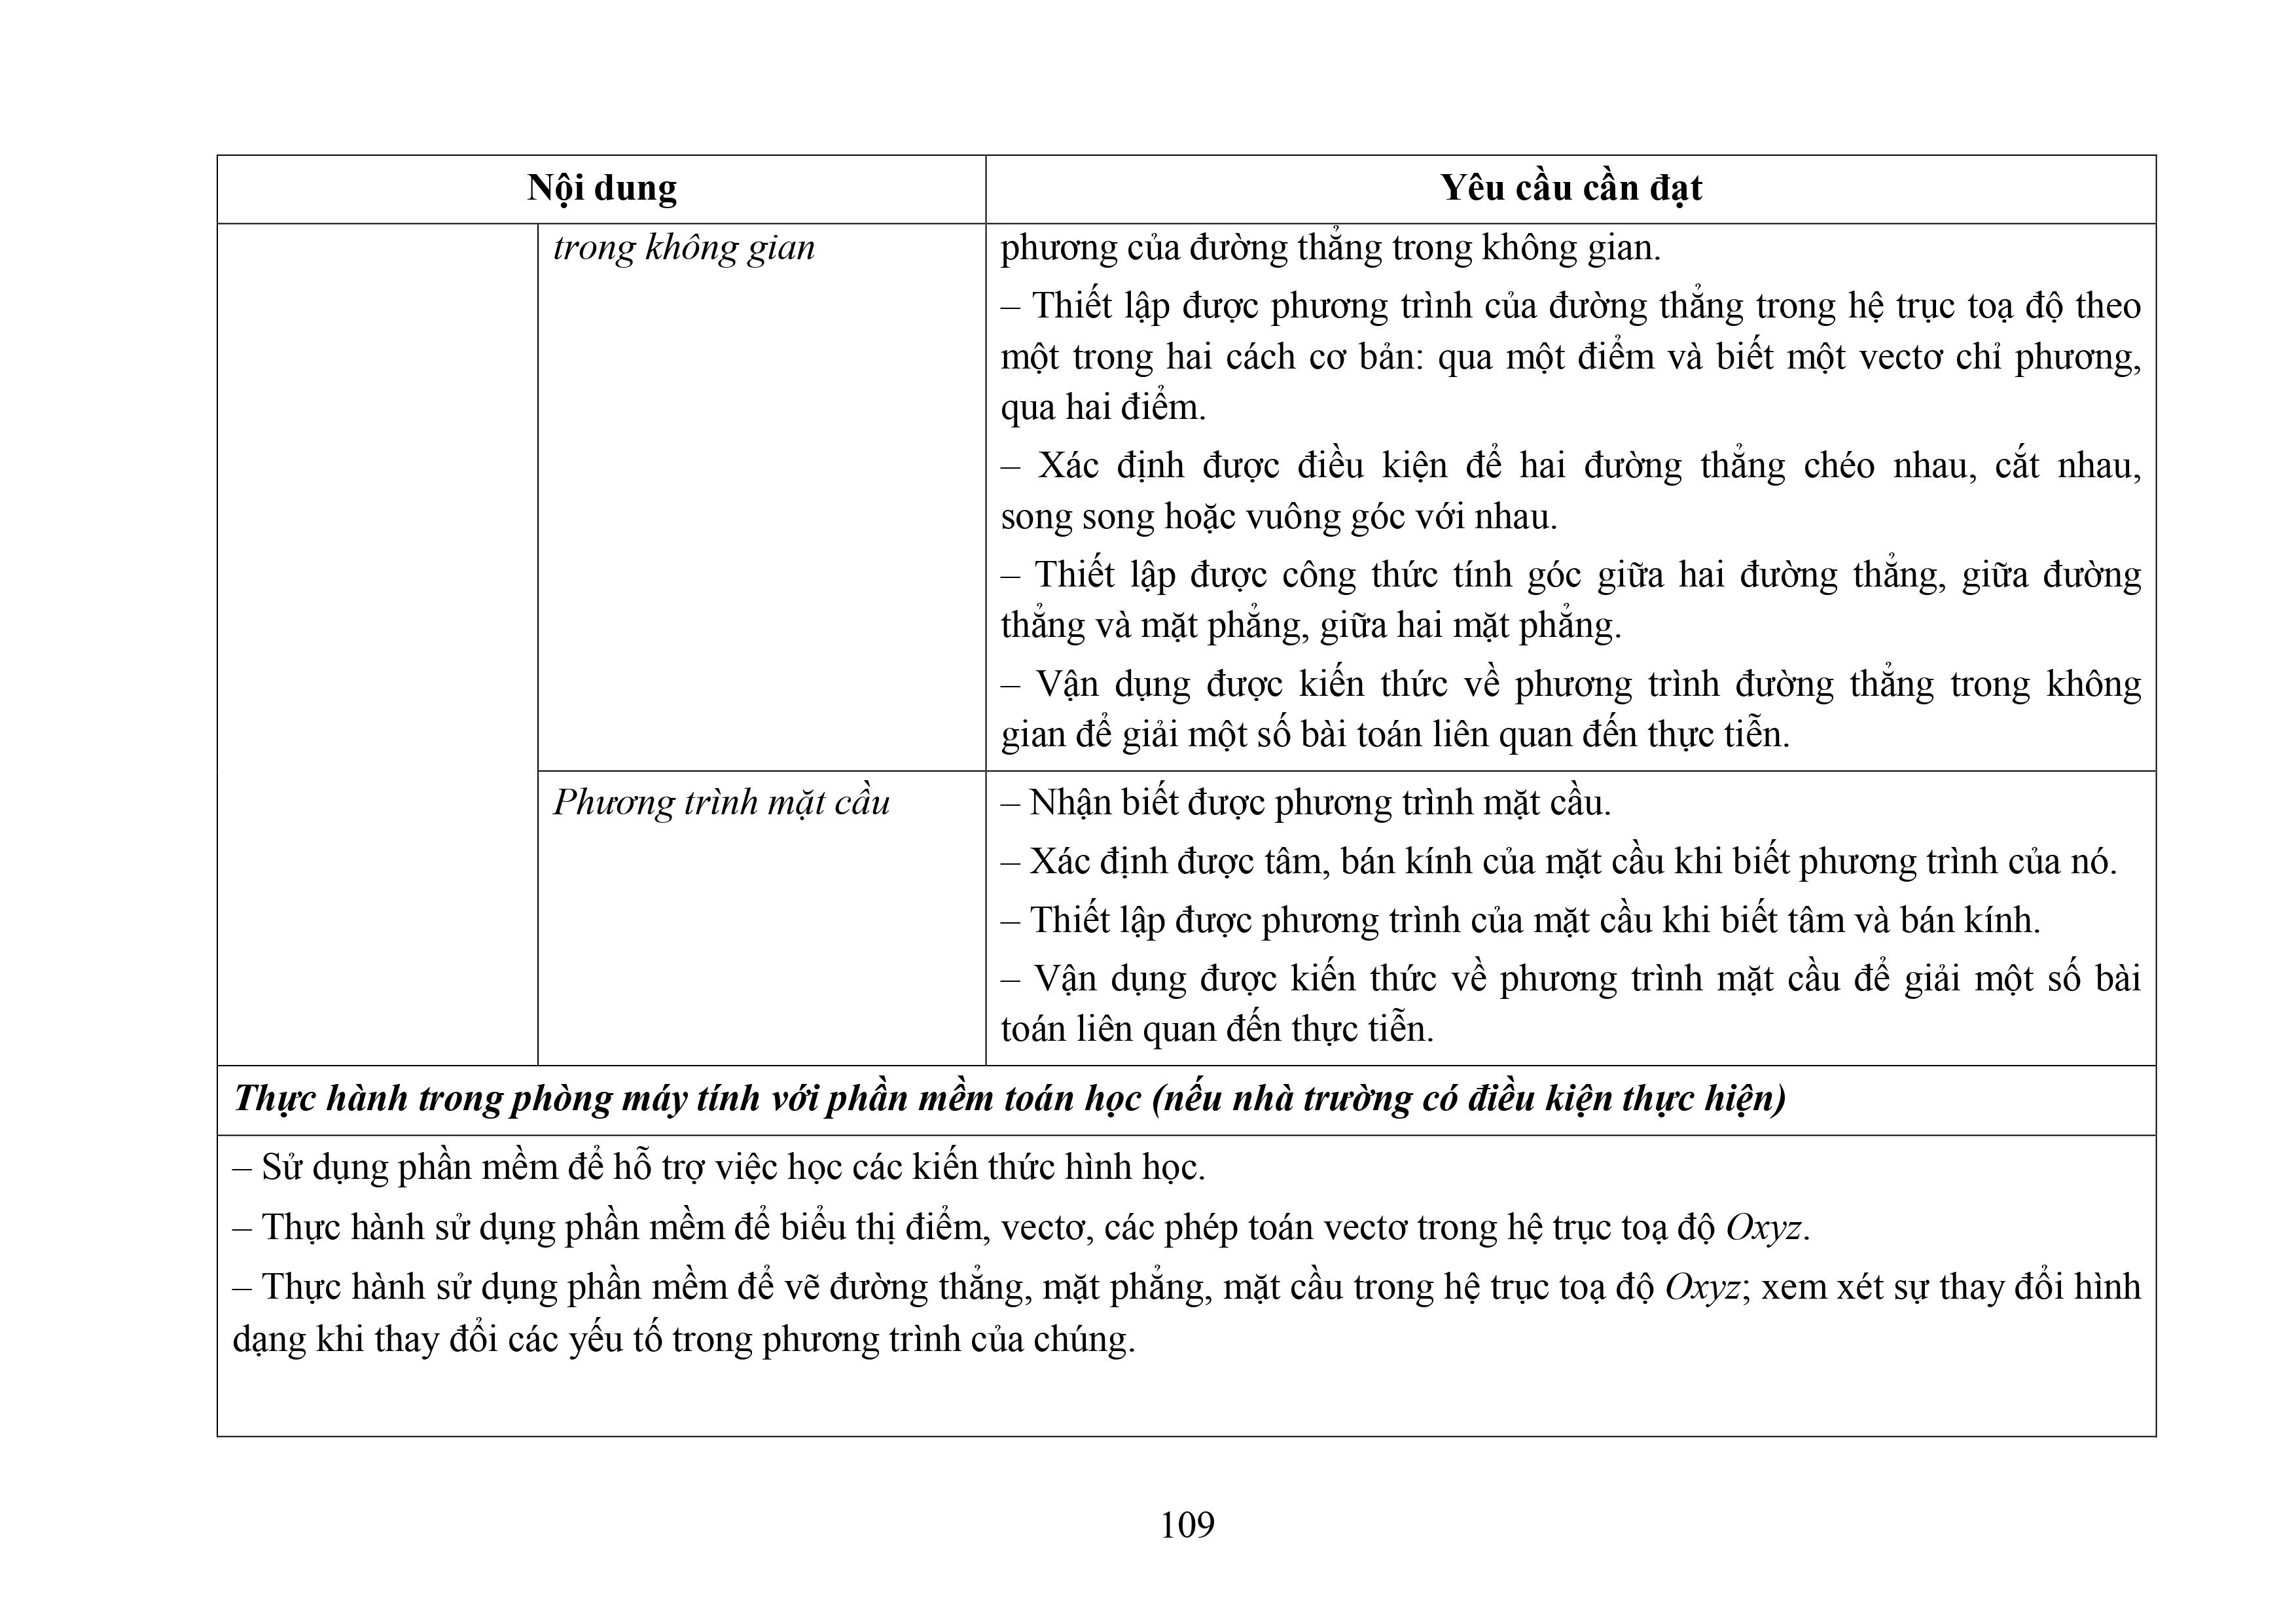 Nội dung
Yêu cầu cần đạt
trong không gian
phương của đường thẳng trong không gian.
– Thiết lập được phương trình của đường thẳng trong hệ trục toạ độ theo
một trong hai cách cơ bản: qua một điểm và biết một vectơ chỉ phương,
qua hai điểm.
– Xác định được điều kiện để hai đường thẳng chéo nhau, cắt nhau,
song song hoặc vuông góc với nhau.
– Thiết lập được công thức tính góc giữa hai đường thẳng, giữa đường
thẳng và mặt phẳng, giữa hai mặt phẳng.
– Vận dụng được kiến thức về phương trình đường thẳng trong không
gian để giải một số bài toán liên quan đến thực tiễn.
Phương trình mặt cầu
– Nhận biết được phương trình mặt cầu.
– Xác định được tâm, bán kính của mặt cầu khi biết phương trình của nó.
– Thiết lập được phương trình của mặt cầu khi biết tâm và bán kính.
– Vận dụng được kiến thức về phương trình mặt cầu để giải một số bài
toán liên quan đến thực tiễn.
Thực hành trong phòng máy tính với phần mềm toán học (nếu nhà trường có điều kiện thực hiện)
– Sử dụng phần mềm để hỗ trợ việc học các kiến thức hình học.
– Thực hành sử dụng phần mềm để biểu thị điểm, vectơ, các phép toán vectơ trong hệ trục toạ độ Oxyz.
– Thực hành sử dụng phần mềm để vẽ đường thẳng, mặt phẳng, mặt cầu trong hệ trục toạ độ Oxyz; xem xét sự thay đổi hình
dạng khi thay đổi các yếu tố trong phương trình của chúng.
109